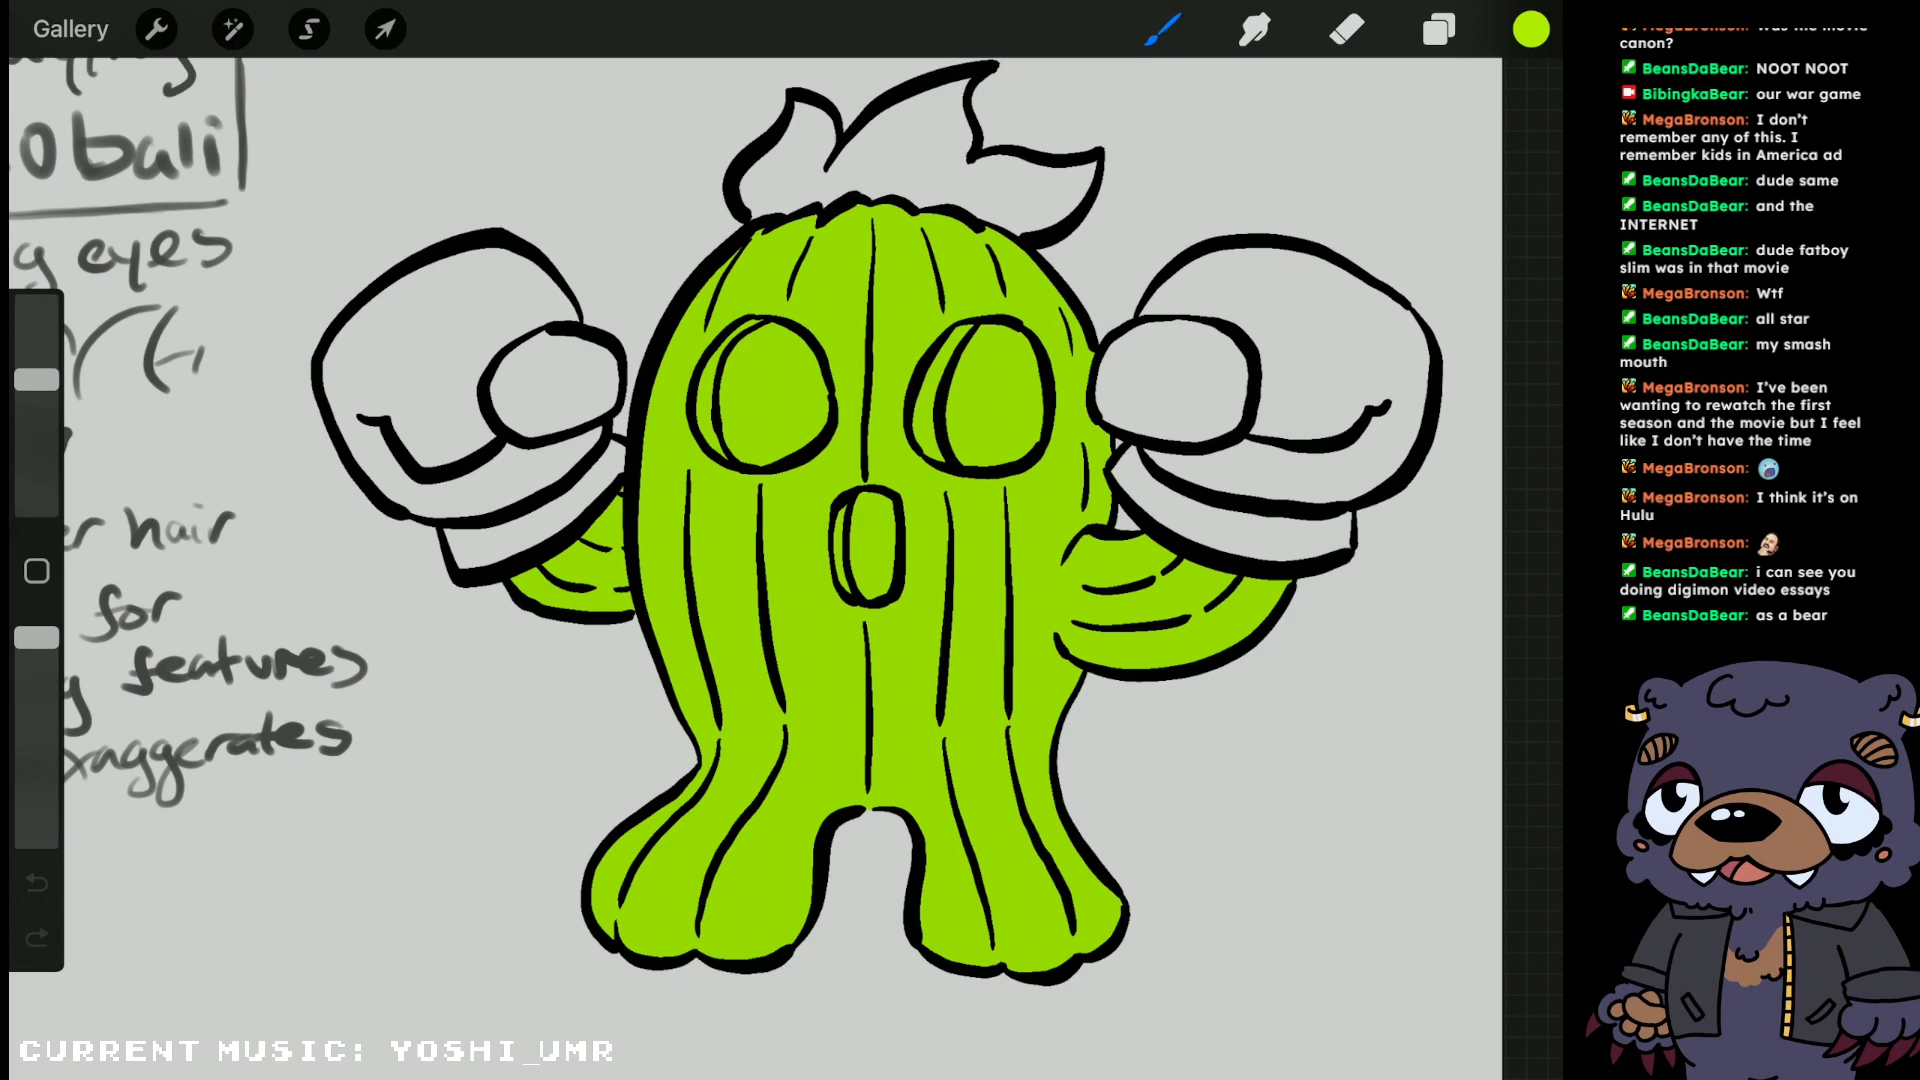 Gallery
obali
eyes
hair
for
features
xaggerates
CURRENT MUSIC: YOSHI_UMR
canon?
BeansDaBear: NOOT NOOT
BibingkaBear: our war game
MegaBronson: I don't
remember any of this. I
remember kids in America ad
BeansDaBear: dude same
BeansDaBear: and the
INTERNET
BeansDaBear: dude fatboy
slim was in that movie
MegaBronson: Wtf
BeansDaBear: all star
BeansDaBear: my smash
mouth
MegaBronson: I've been
wanting to rewatch the first
season and the movie but I feel
like I don't have the time
MegaBronson:
MegaBronson: I think it's on
Hulu
MegaBronson:
BeansDaBear: i can see you
doing digimon video essays
BeansDaBear: as a bear